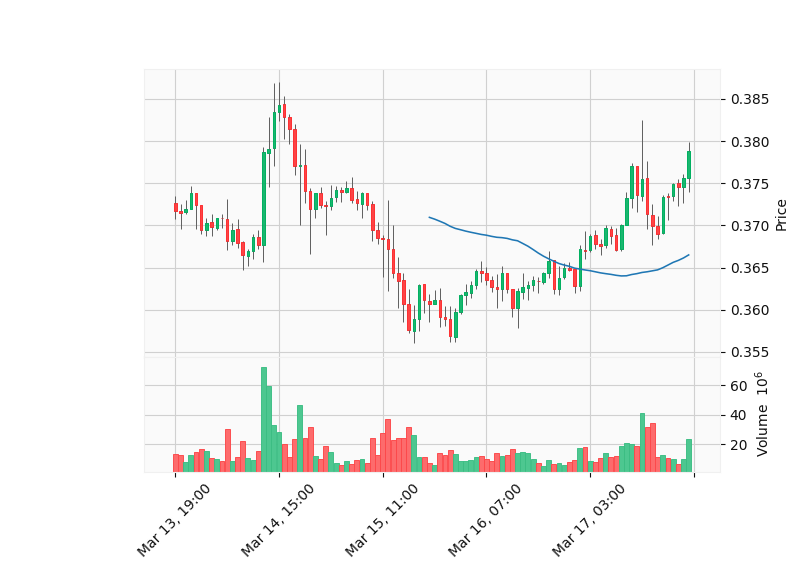 0.385
0.380
0.375
0.370
0.365
0.360
0.355
Price
60
40
20
Volume 10⁶
Mar 13, 19:00
Mar 14, 15:00
Mar 15, 11:00
Mar 16, 07:00
Mar 17, 03:00